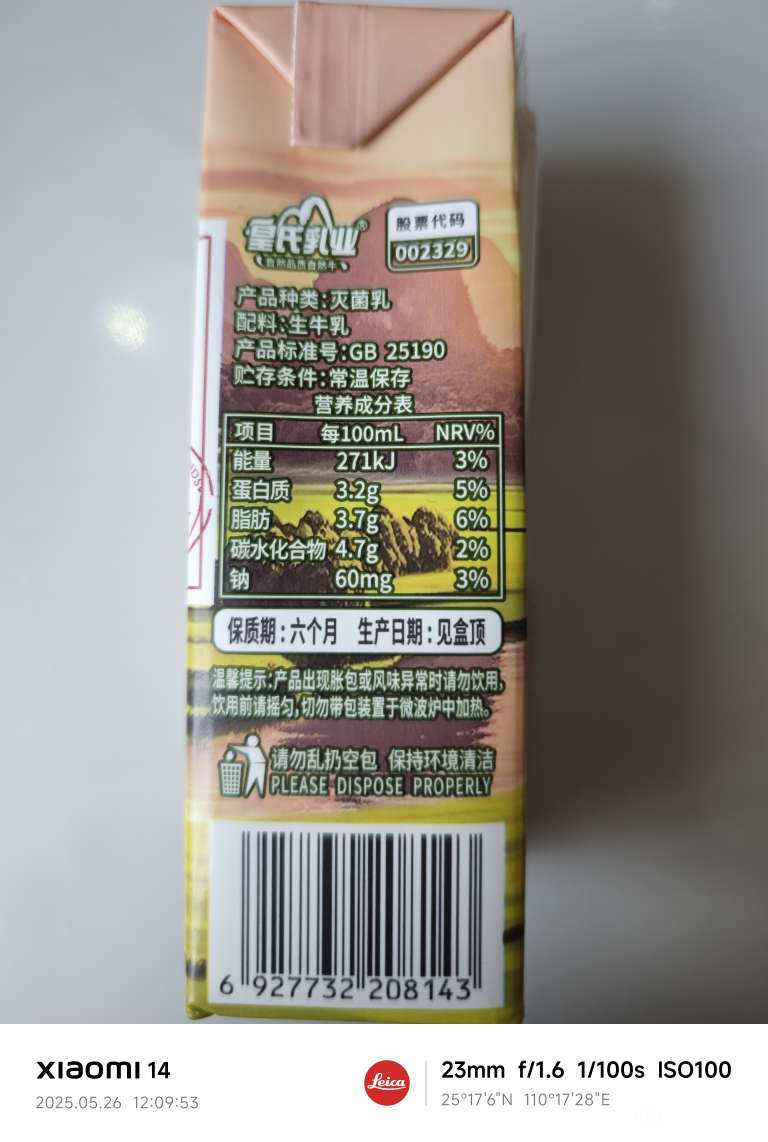 皇氏乳业®
自然品质自然牛
股票代码
002329
产品种类:灭菌乳
配料:生牛乳
产品标准号:GB 25190
贮存条件:常温保存
营养成分表
项目 每100mL NRV%
能量 271kJ 3%
蛋白质 3.2g 5%
脂肪 3.7g 6%
碳水化合物 4.7g 2%
钠 60mg 3%
保质期:六个月 生产日期:见盒顶
温馨提示:产品出现胀包或风味异常时请勿饮用,
饮用前请摇匀,切勿带包装置于微波炉中加热。
请勿乱扔空包 保持环境清洁
PLEASE DISPOSE PROPERLY
6 927732 208143
XIAOMI 14
2025.05.26 12:09:53
Leica
23mm f/1.6 1/100s ISO100
25°17'6"N 110°17'28"E